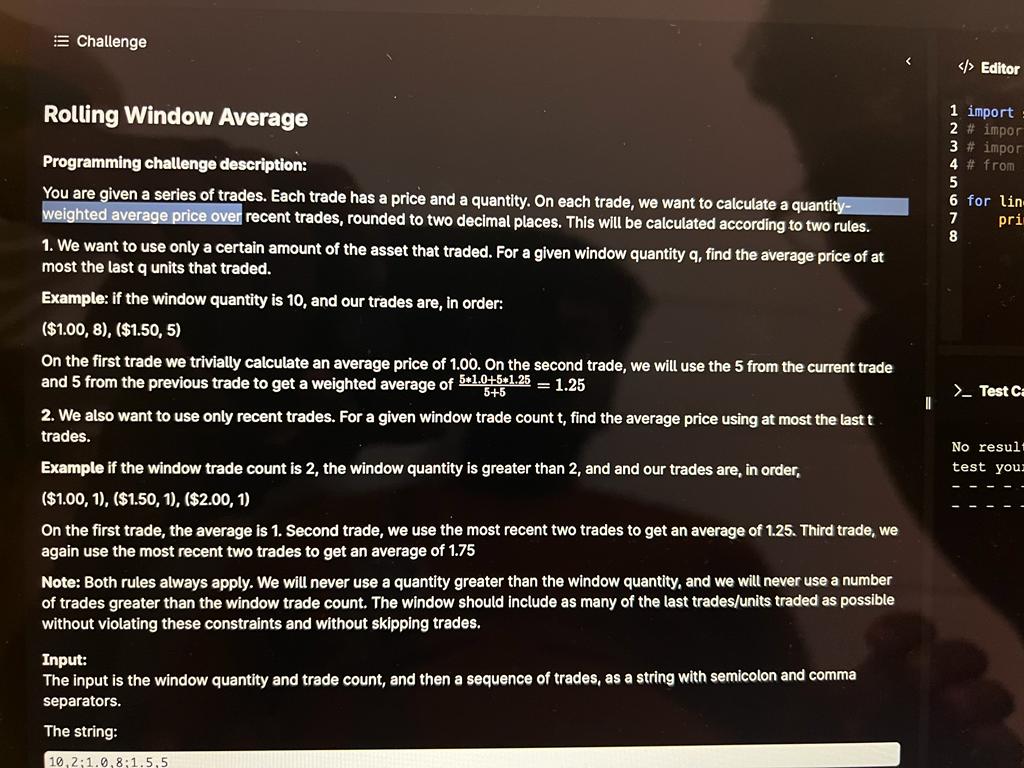 Challenge
Rolling Window Average
Programming challenge description:
You are given a series of trades. Each trade has a price and a quantity. On each trade, we want to calculate a quantity-
weighted average price over recent trades, rounded to two decimal places. This will be calculated according to two rules.
1. We want to use only a certain amount of the asset that traded. For a given window quantity q, find the average price of at
most the last q units that traded.
Example: if the window quantity is 10, and our trades are, in order:
($1.00, 8), ($1.50, 5)
On the first trade we trivially calculate an average price of 1.00. On the second trade, we will use the 5 from the current trade
and 5 from the previous trade to get a weighted average of 5*1.0+5*1.25 / 5+5 = 1.25
2. We also want to use only recent trades. For a given window trade count t, find the average price using at most the last t
trades.
Example if the window trade count is 2, the window quantity is greater than 2, and and our trades are, in order,
($1.00, 1), ($1.50, 1), ($2.00, 1)
On the first trade, the average is 1. Second trade, we use the most recent two trades to get an average of 1.25. Third trade, we
again use the most recent two trades to get an average of 1.75
Note: Both rules always apply. We will never use a quantity greater than the window quantity, and we will never use a number
of trades greater than the window trade count. The window should include as many of the last trades/units traded as possible
without violating these constraints and without skipping trades.
Input:
The input is the window quantity and trade count, and then a sequence of trades, as a string with semicolon and comma
separators.
The string:
10,2;1.0,8;1.5,5
</> Editor
1 import
2 # impor
3 # impor
4 # from
5
6 for lin
7 pri
8
>_ Test Ca
No result
test your